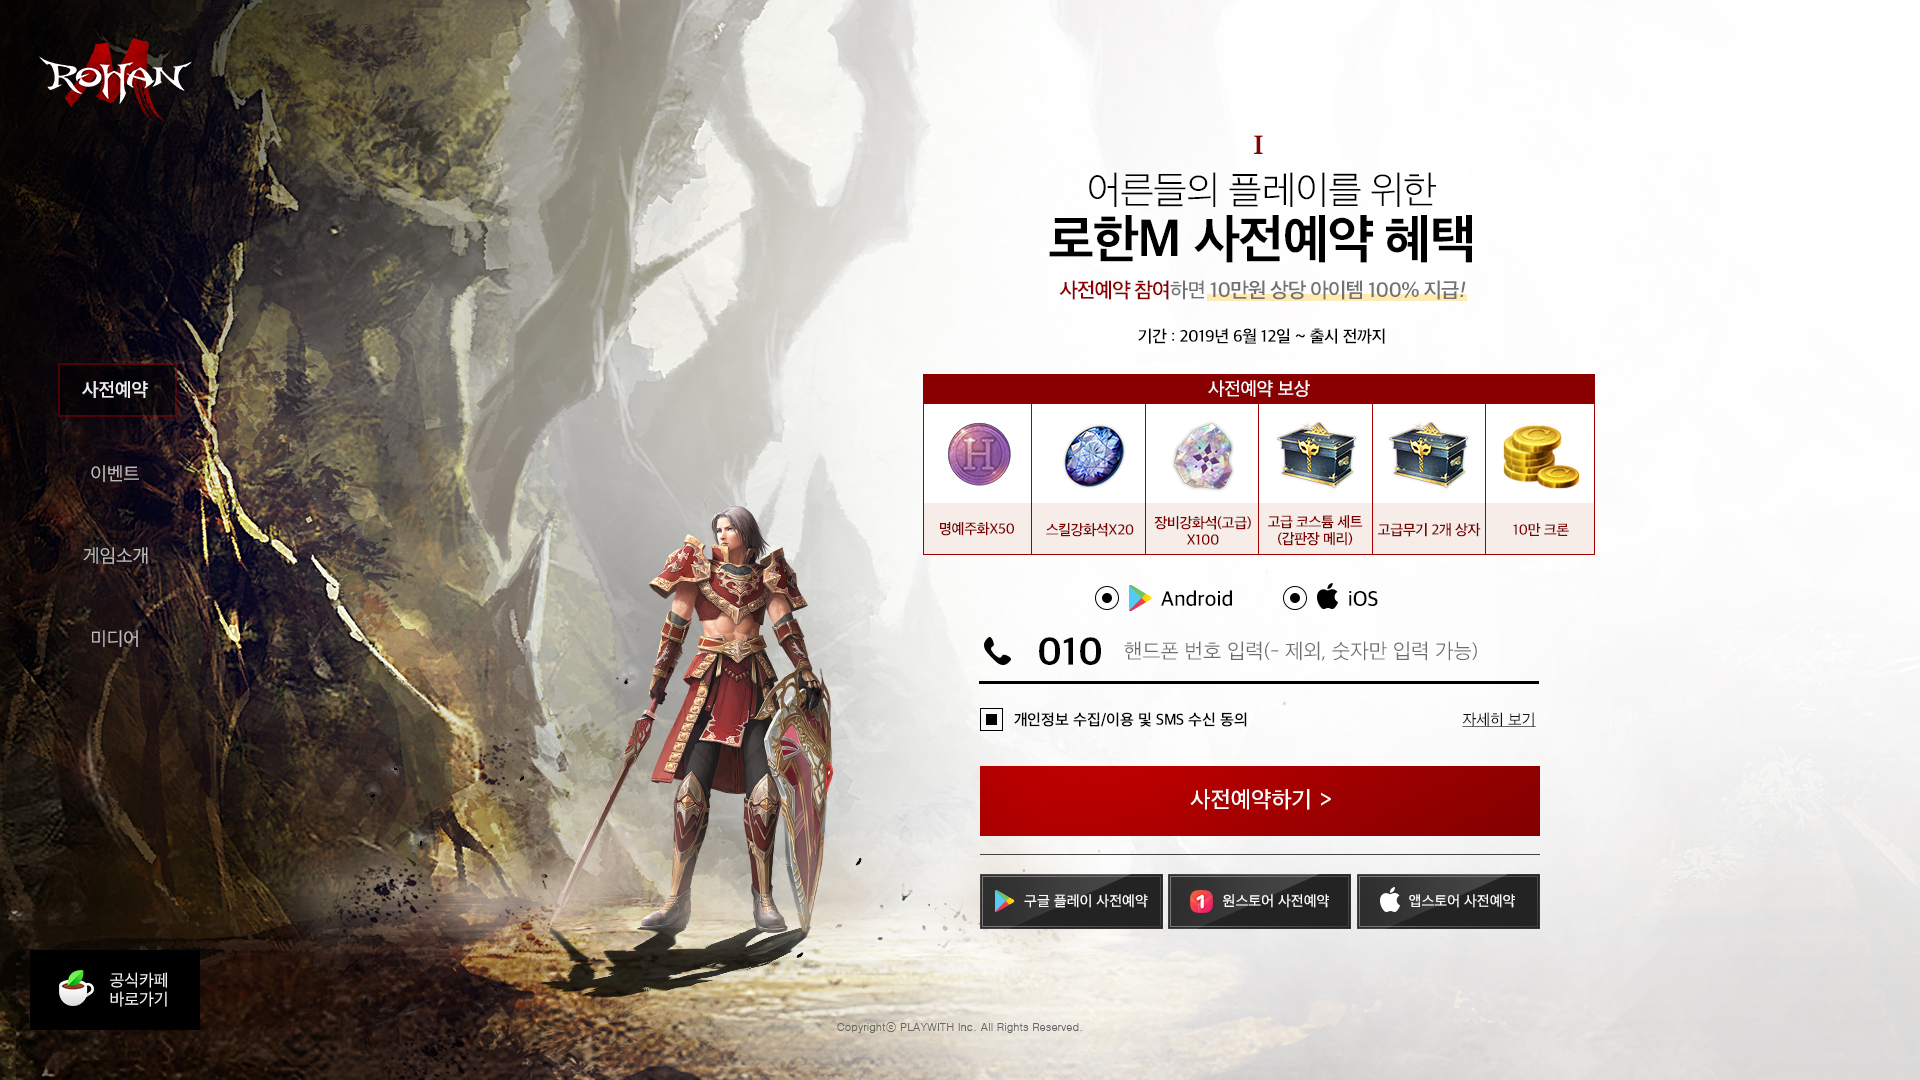 ROHAN M
사전예약
이벤트
게임소개
미디어
공식카페
바로가기
I
어른들의 플레이를 위한
로한M 사전예약 혜택
사전예약 참여하면 10만원 상당 아이템 100% 지급!
기간 : 2019년 6월 12일 ~ 출시 전까지
사전예약 보상
H
명예주화X50
스킬강화석X20
장비강화석(고급)
X100
고급 코스튬 세트
(갑판장 메리)
고급무기 2개 상자
10만 크론
Android
iOS
010 핸드폰 번호 입력(- 제외, 숫자만 입력 가능)
개인정보 수집/이용 및 SMS 수신 동의 자세히 보기
사전예약하기 >
구글 플레이 사전예약
1 원스토어 사전예약
앱스토어 사전예약
Copyrightⓒ PLAYWITH Inc. All Rights Reserved.